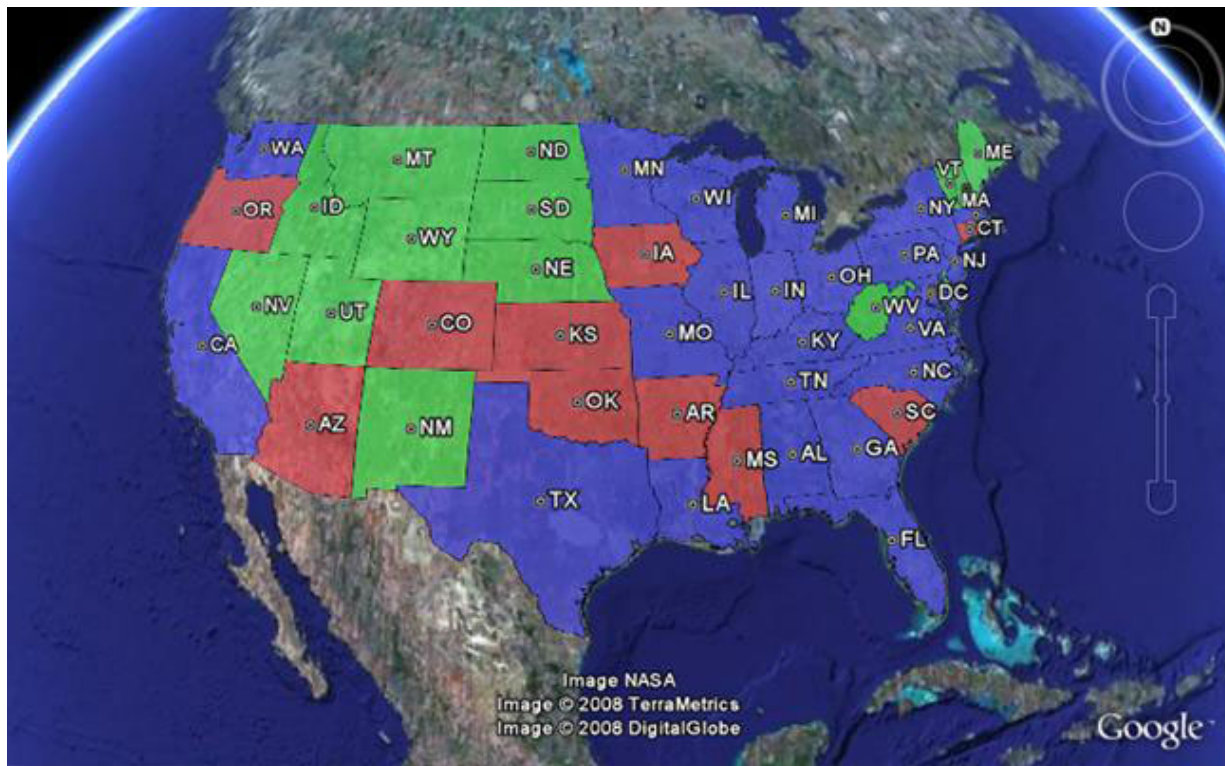 N
WA
MT
ND
MN
ME
VT
OR
ID
SD
WI
MI
NY
MA
CT
WY
NE
IA
PA
NJ
NV
UT
CO
KS
MO
IL
IN
OH
WV
DC
VA
CA
KY
TN
NC
AZ
NM
OK
AR
SC
MS
AL
GA
TX
LA
FL
Image NASA
Image © 2008 TerraMetrics
Image © 2008 DigitalGlobe
Google